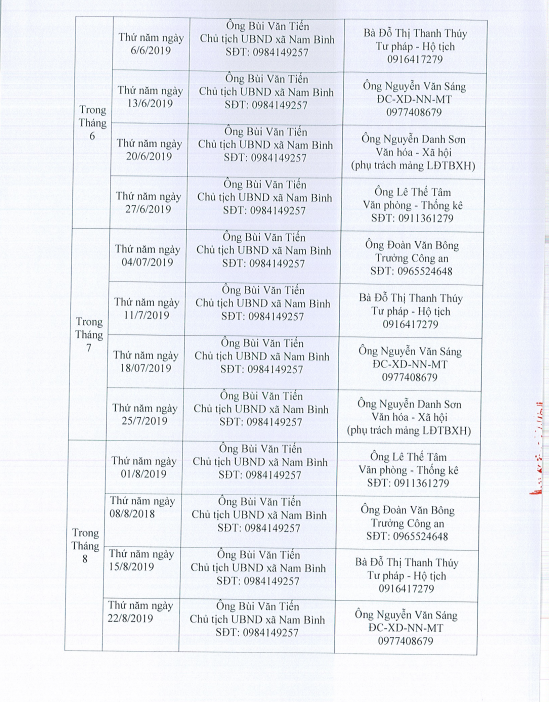 Trong
Tháng
6
Thứ năm ngày
6/6/2019
Ông Bùi Văn Tiến
Chủ tịch UBND xã Nam Bình
SĐT: 0984149257
Bà Đỗ Thị Thanh Thủy
Tư pháp - Hộ tịch
0916417279
Thứ năm ngày
13/6/2019
Ông Bùi Văn Tiến
Chủ tịch UBND xã Nam Bình
SĐT: 0984149257
Ông Nguyễn Văn Sáng
ĐC-XD-NN-MT
0977408679
Thứ năm ngày
20/6/2019
Ông Bùi Văn Tiến
Chủ tịch UBND xã Nam Bình
SĐT: 0984149257
Ông Nguyễn Danh Sơn
Văn hóa - Xã hội
(phụ trách mảng LĐTBXH)
Thứ năm ngày
27/6/2019
Ông Bùi Văn Tiến
Chủ tịch UBND xã Nam Bình
SĐT: 0984149257
Ông Lê Thế Tâm
Văn phòng - Thống kê
SĐT: 0911361279
Trong
Tháng
7
Thứ năm ngày
04/07/2019
Ông Bùi Văn Tiến
Chủ tịch UBND xã Nam Bình
SĐT: 0984149257
Ông Đoàn Văn Bông
Trưởng Công an
SĐT: 0965524648
Thứ năm ngày
11/7/2019
Ông Bùi Văn Tiến
Chủ tịch UBND xã Nam Bình
SĐT: 0984149257
Bà Đỗ Thị Thanh Thủy
Tư pháp - Hộ tịch
0916417279
Thứ năm ngày
18/07/2019
Ông Bùi Văn Tiến
Chủ tịch UBND xã Nam Bình
SĐT: 0984149257
Ông Nguyễn Văn Sáng
ĐC-XD-NN-MT
0977408679
Thứ năm ngày
25/7/2019
Ông Bùi Văn Tiến
Chủ tịch UBND xã Nam Bình
SĐT: 0984149257
Ông Nguyễn Danh Sơn
Văn hóa - Xã hội
(phụ trách mảng LĐTBXH)
Trong
Tháng
8
Thứ năm ngày
01/8/2019
Ông Bùi Văn Tiến
Chủ tịch UBND xã Nam Bình
SĐT: 0984149257
Ông Lê Thế Tâm
Văn phòng - Thống kê
SĐT: 0911361279
Thứ năm ngày
08/8/2018
Ông Bùi Văn Tiến
Chủ tịch UBND xã Nam Bình
SĐT: 0984149257
Ông Đoàn Văn Bông
Trưởng Công an
SĐT: 0965524648
Thứ năm ngày
15/8/2019
Ông Bùi Văn Tiến
Chủ tịch UBND xã Nam Bình
SĐT: 0984149257
Bà Đỗ Thị Thanh Thủy
Tư pháp - Hộ tịch
0916417279
Thứ năm ngày
22/8/2019
Ông Bùi Văn Tiến
Chủ tịch UBND xã Nam Bình
SĐT: 0984149257
Ông Nguyễn Văn Sáng
ĐC-XD-NN-MT
0977408679